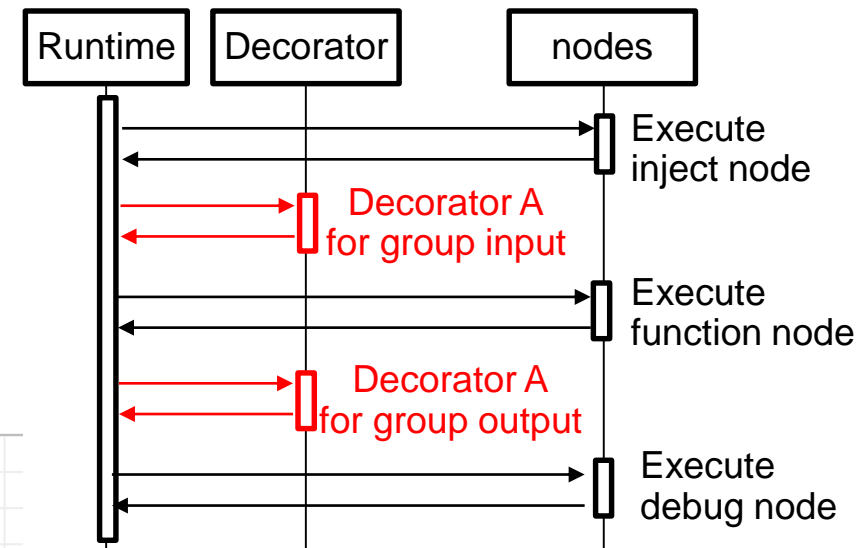 Runtime
Decorator
nodes
Execute
inject node
Decorator A
for group input
Execute
function node
Decorator A
for group output
Execute
debug node